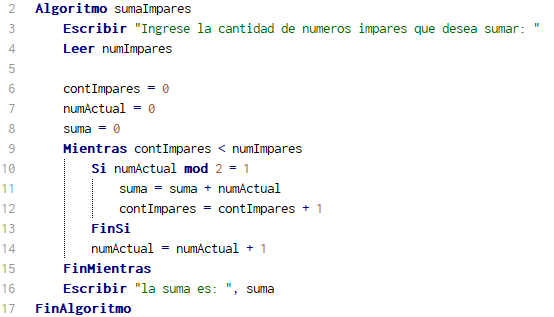 2 Algoritmo sumaImpares
3 Escribir "Ingrese la cantidad de numeros impares que desea sumar: "
4 Leer numImpares
5
6 contImpares = 0
7 numActual = 0
8 suma = 0
9 Mientras contImpares < numImpares
10 Si numActual mod 2 = 1
11 suma = suma + numActual
12 contImpares = contImpares + 1
13 FinSi
14 numActual = numActual + 1
15 FinMientras
16 Escribir "la suma es: ", suma
17 FinAlgoritmo